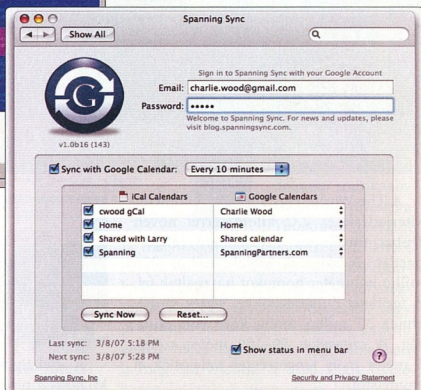 Spanning Sync
Show All
Sign in to Spanning Sync with your Google Account
Email: charlie.wood@gmail.com
Password: •••••
Welcome to Spanning Sync. For news and updates, please
visit blog.spanningsync.com.
G
v1.0b16 (143)
Sync with Google Calendar: Every 10 minutes
iCal Calendars Google Calendars
cwood gCal Charlie Wood
Home Home
Shared with Larry Shared calendar
Spanning SpanningPartners.com
Sync Now Reset...
Last sync: 3/8/07 5:18 PM
Next sync: 3/8/07 5:28 PM
Show status in menu bar ?
Spanning Sync, Inc Security and Privacy Statement